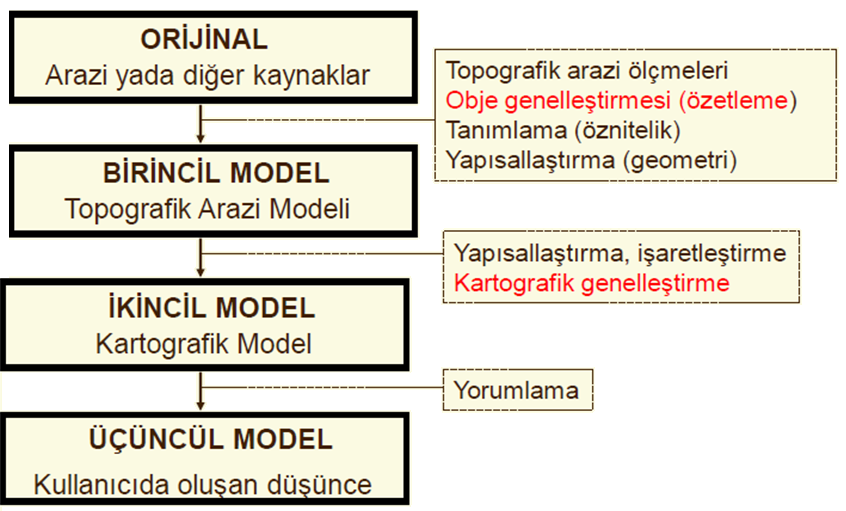 ORİJİNAL
Arazi yada diğer kaynaklar
Topografik arazi ölçmeleri
Obje genelleştirmesi (özetleme)
Tanımlama (öznitelik)
Yapısallaştırma (geometri)
BİRİNCİL MODEL
Topografik Arazi Modeli
Yapısallaştırma, işaretleştirme
Kartografik genelleştirme
İKİNCİL MODEL
Kartografik Model
Yorumlama
ÜÇÜNCÜL MODEL
Kullanıcıda oluşan düşünce